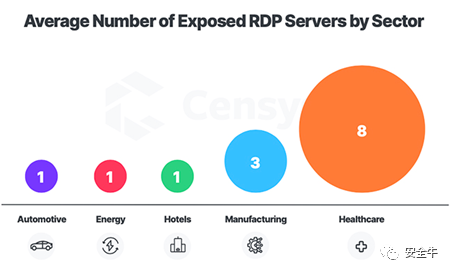 Average Number of Exposed RDP Servers by Sector
Censy
1
1
1
3
8
Automotive
Energy
Hotels
Manufacturing
Healthcare
安全牛